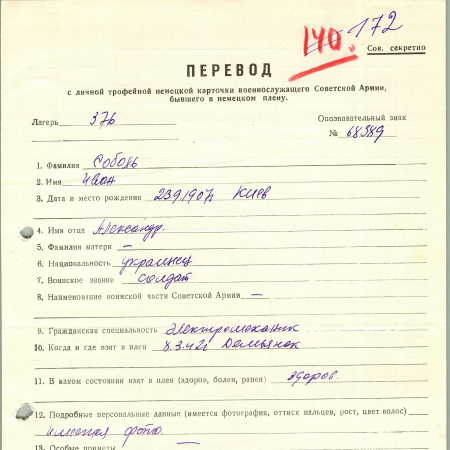 140. 172
Сов. секретно
ПЕРЕВОД
с личной трофейной немецкой карточки военнослужащего Советской Армии,
бывшего в немецком плену.
Лагерь 376
Опознавательный знак
№ 68589
1. Фамилия Соболь
2. Имя Иван
3. Дата и место рождения 23.9.1907г Киев
4. Имя отца Александр.
5. Фамилия матери —
6. Национальность украинец
7. Воинское звание солдат
8. Наименование воинской части Советской Армии —
9. Гражданская специальность электромеханик
10. Когда и где взят в плен 8.3.42г Демьянск
11. В каком состоянии взят в плен (здоров, болен, ранен) здоров.
12. Подробные персональные данные (имеется фотография, оттиск пальцев, рост, цвет волос)
имеется фото.
13. Особые приметы —